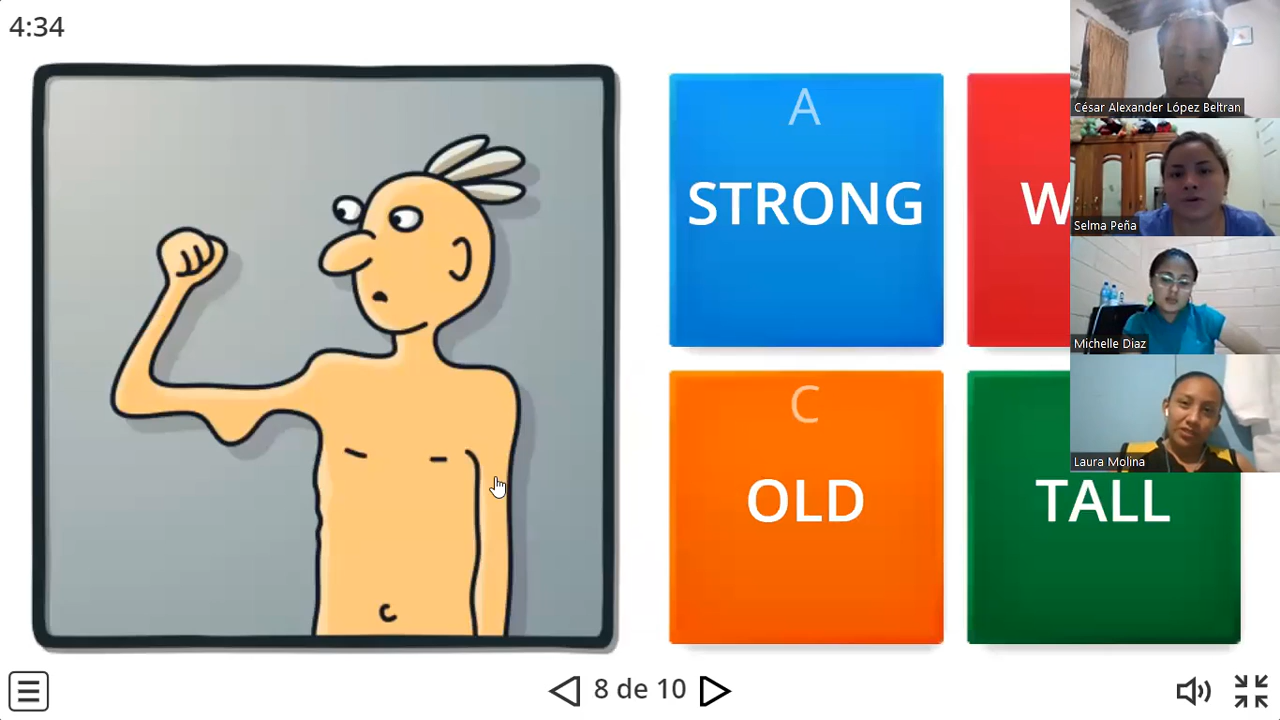 4:34
A
STRONG
C
OLD
TALL
César Alexander López Beltran
Selma Peña
Michelle Diaz
Laura Molina
8 de 10